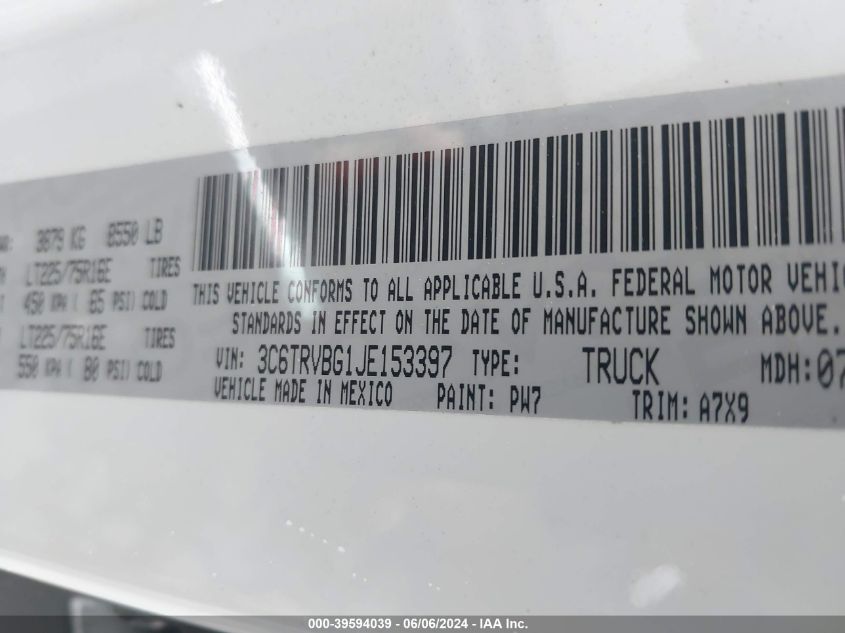 3879 KG 8550 LB
LT225/75R16E TIRES
450 KPA ( 65 PSI) COLD
LT225/75R16E TIRES
550 KPA ( 80 PSI) COLD
THIS VEHICLE CONFORMS TO ALL APPLICABLE U.S.A. FEDERAL MOTOR VEHI
STANDARDS IN EFFECT ON THE DATE OF MANUFACTURE SHOWN ABOVE.
VIN: 3C6TRVBG1JE153397 TYPE: TRUCK MDH: 07
VEHICLE MADE IN MEXICO PAINT: PW7 TRIM: A7X9
000-39594039 - 06/06/2024 - IAA Inc.